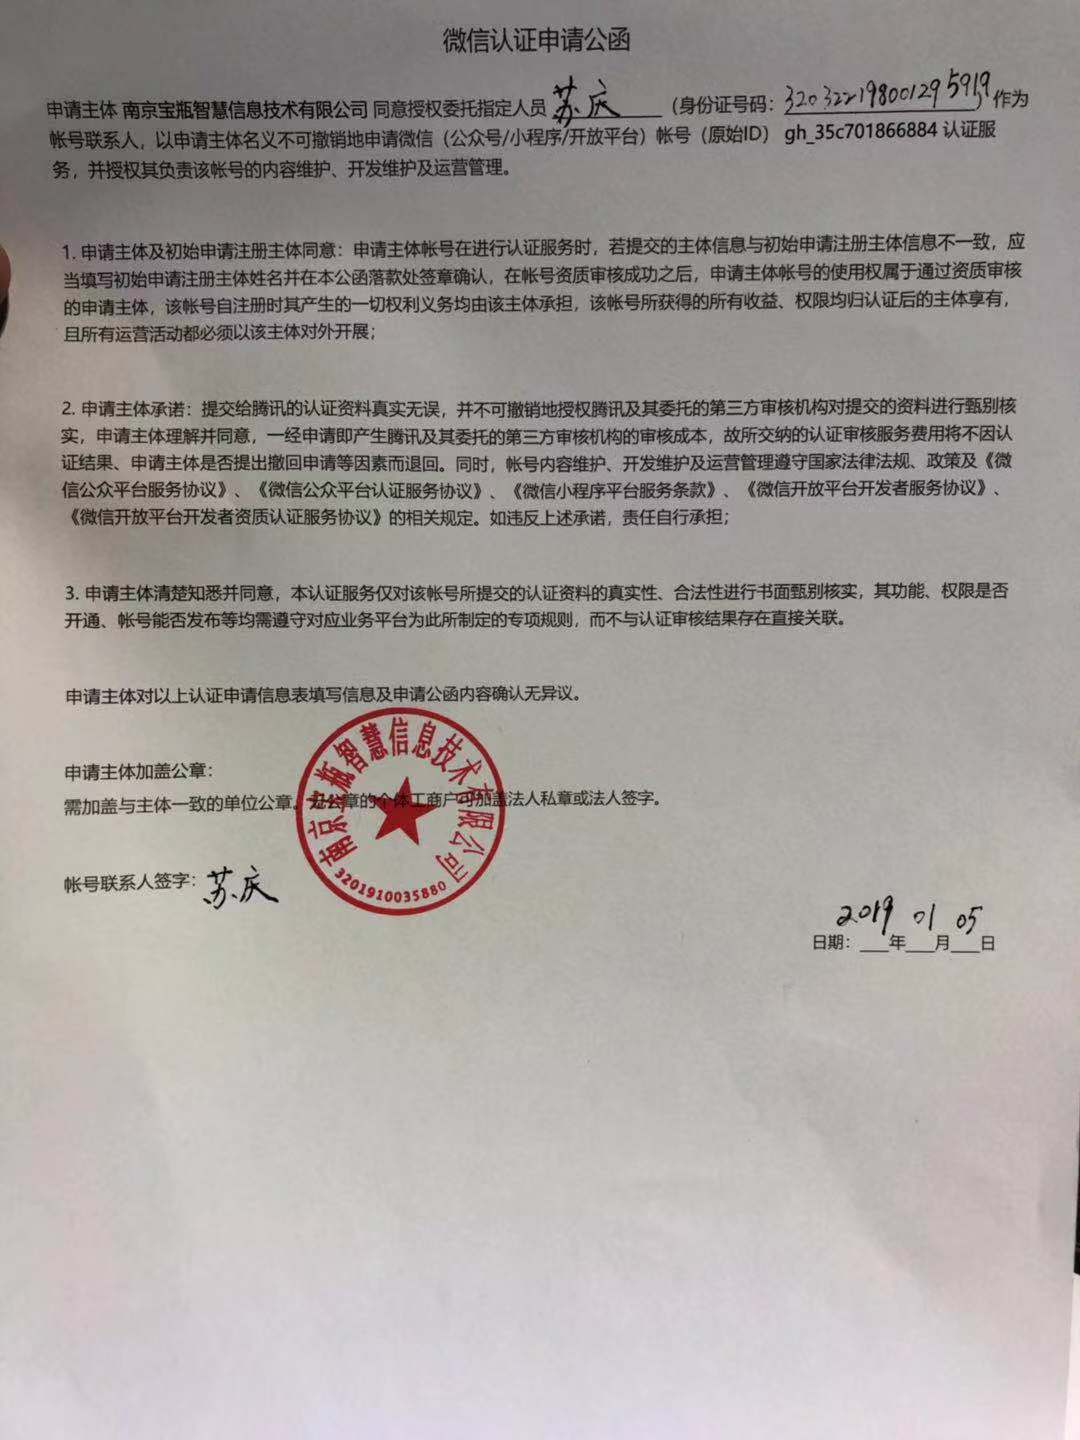 微信认证申请公函
申请主体 南京宝瓶智慧信息技术有限公司 同意授权委托指定人员 苏庆 （身份证号码：320322198001295919 作为
帐号联系人，以申请主体名义不可撤销地申请微信（公众号/小程序/开放平台）帐号（原始ID） gh_35c701866884 认证服
务，并授权其负责该帐号的内容维护、开发维护及运营管理。
1. 申请主体及初始申请注册主体同意：申请主体帐号在进行认证服务时，若提交的主体信息与初始申请注册主体信息不一致，应
当填写初始申请注册主体姓名并在本公函落款处签章确认，在帐号资质审核成功之后，申请主体帐号的使用权属于通过资质审核
的申请主体，该帐号自注册时其产生的一切权利义务均由该主体承担，该帐号所获得的所有收益、权限均归认证后的主体享有，
且所有运营活动都必须以该主体对外开展；
2. 申请主体承诺：提交给腾讯的认证资料真实无误，并不可撤销地授权腾讯及其委托的第三方审核机构对提交的资料进行甄别核
实，申请主体理解并同意，一经申请即产生腾讯及其委托的第三方审核机构的审核成本，故所交纳的认证审核服务费用将不因认
证结果、申请主体是否提出撤回申请等因素而退回。同时，帐号内容维护、开发维护及运营管理遵守国家法律法规、政策及《微
信公众平台服务协议》、《微信公众平台认证服务协议》、《微信小程序平台服务条款》、《微信开放平台开发者服务协议》、
《微信开放平台开发者资质认证服务协议》的相关规定。如违反上述承诺，责任自行承担；
3. 申请主体清楚知悉并同意，本认证服务仅对该帐号所提交的认证资料的真实性、合法性进行书面甄别核实，其功能、权限是否
开通、帐号能否发布等均需遵守对应业务平台为此所制定的专项规则，而不与认证审核结果存在直接关联。
申请主体对以上认证申请信息表填写信息及申请公函内容确认无异议。
申请主体加盖公章：
需加盖与主体一致的单位公章。无公章的个体工商户可加盖法人私章或法人签字。
南京宝瓶智慧信息技术有限公司
3201910035880
帐号联系人签字：苏庆
日期：2019年01月05日